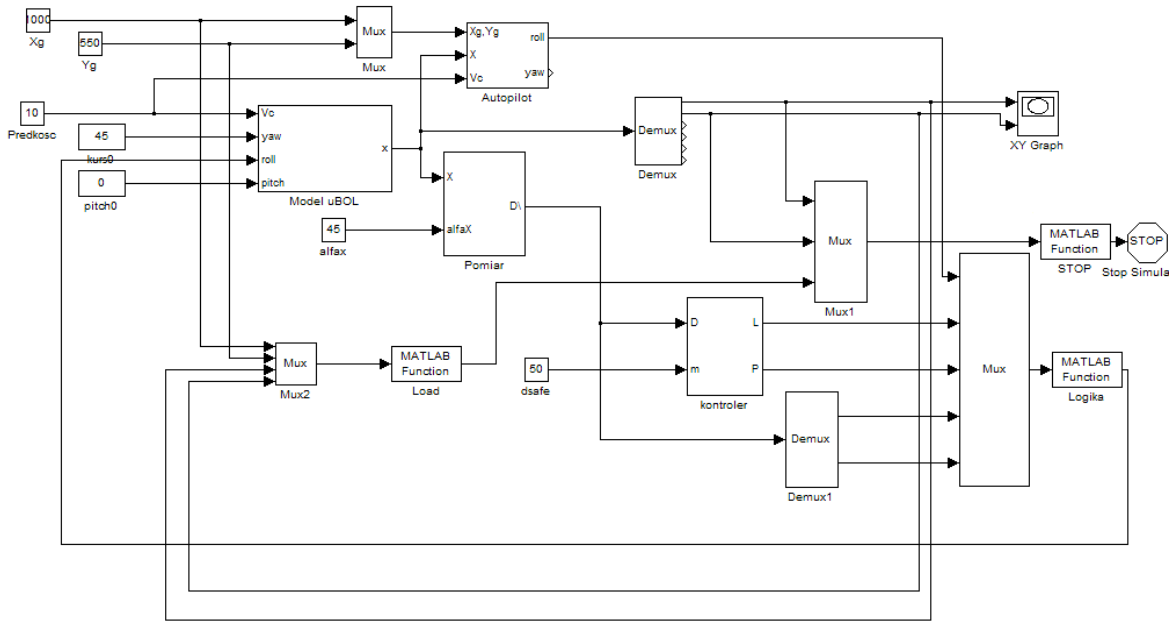 1000
Xg
550
Yg
Mux
Mux
Xg,Yg
roll
X
yaw
Vc
Autopilot
10
Predkosc
45
kurs0
0
pitch0
Vc
yaw
roll
pitch
x
Model uBOL
45
alfax
X
D\
alfaX
Pomiar
Demux
Demux
XY Graph
Mux
Mux1
MATLAB
Function
STOP
STOP
Stop Simula
Mux
Mux2
MATLAB
Function
Load
50
dsafe
D
L
m
P
kontroler
Demux
Demux1
Mux
MATLAB
Function
Logika